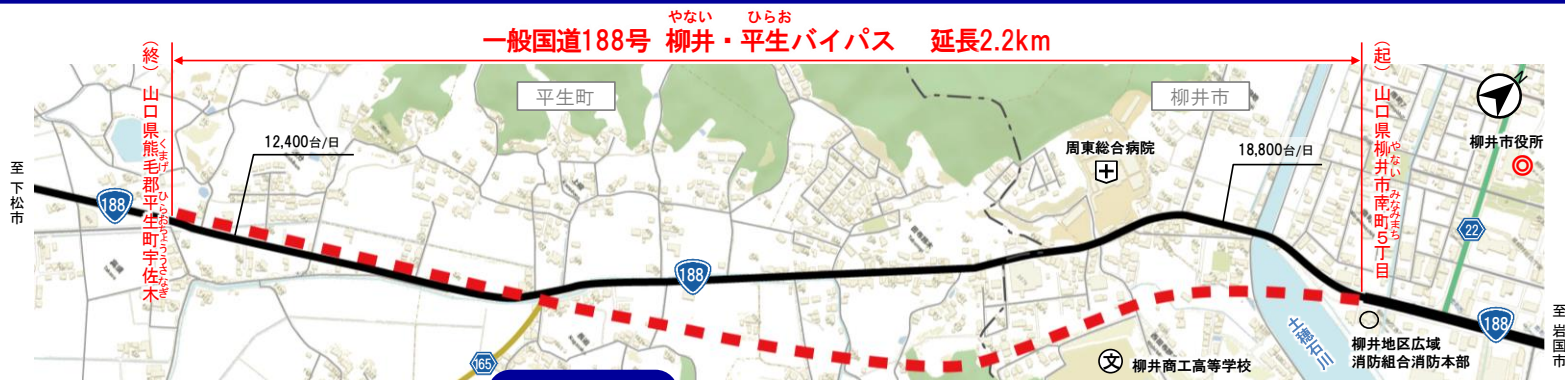 やない ひらお
一般国道188号 柳井・平生バイパス 延長2.2km
(終) 山口県熊毛郡平生町宇佐木
くまげ ひらおちょううさなぎ
(起) 山口県柳井市南町5丁目
やない みなみまち
平生町
柳井市
12,400台/日
18,800台/日
周東総合病院
柳井市役所
至 下松市
188
188
22
165
188
至 岩国市
土穂石川
文
柳井商工高等学校
柳井地区広域
消防組合消防本部